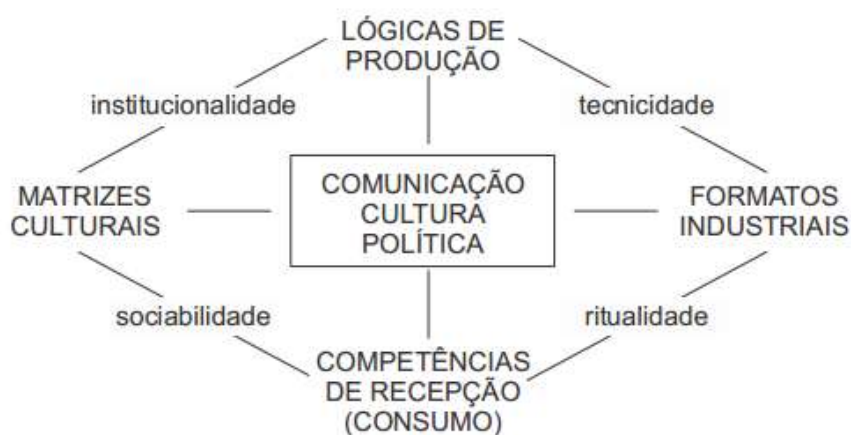 LÓGICAS DE
PRODUÇÃO
institucionalidade
tecnicidade
MATRIZES
CULTURAIS
COMUNICAÇÃO
CULTURA
POLÍTICA
FORMATOS
INDUSTRIAIS
sociabilidade
ritualidade
COMPETÊNCIAS
DE RECEPÇÃO
(CONSUMO)